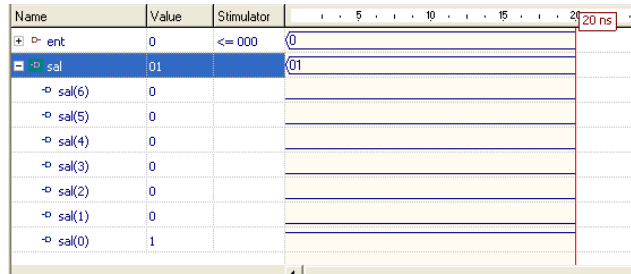 Name Value Stimulator 5 10 15 20
20 ns
ent 0 <= 000 0
sal 01 01
sal(6) 0
sal(5) 0
sal(4) 0
sal(3) 0
sal(2) 0
sal(1) 0
sal(0) 1